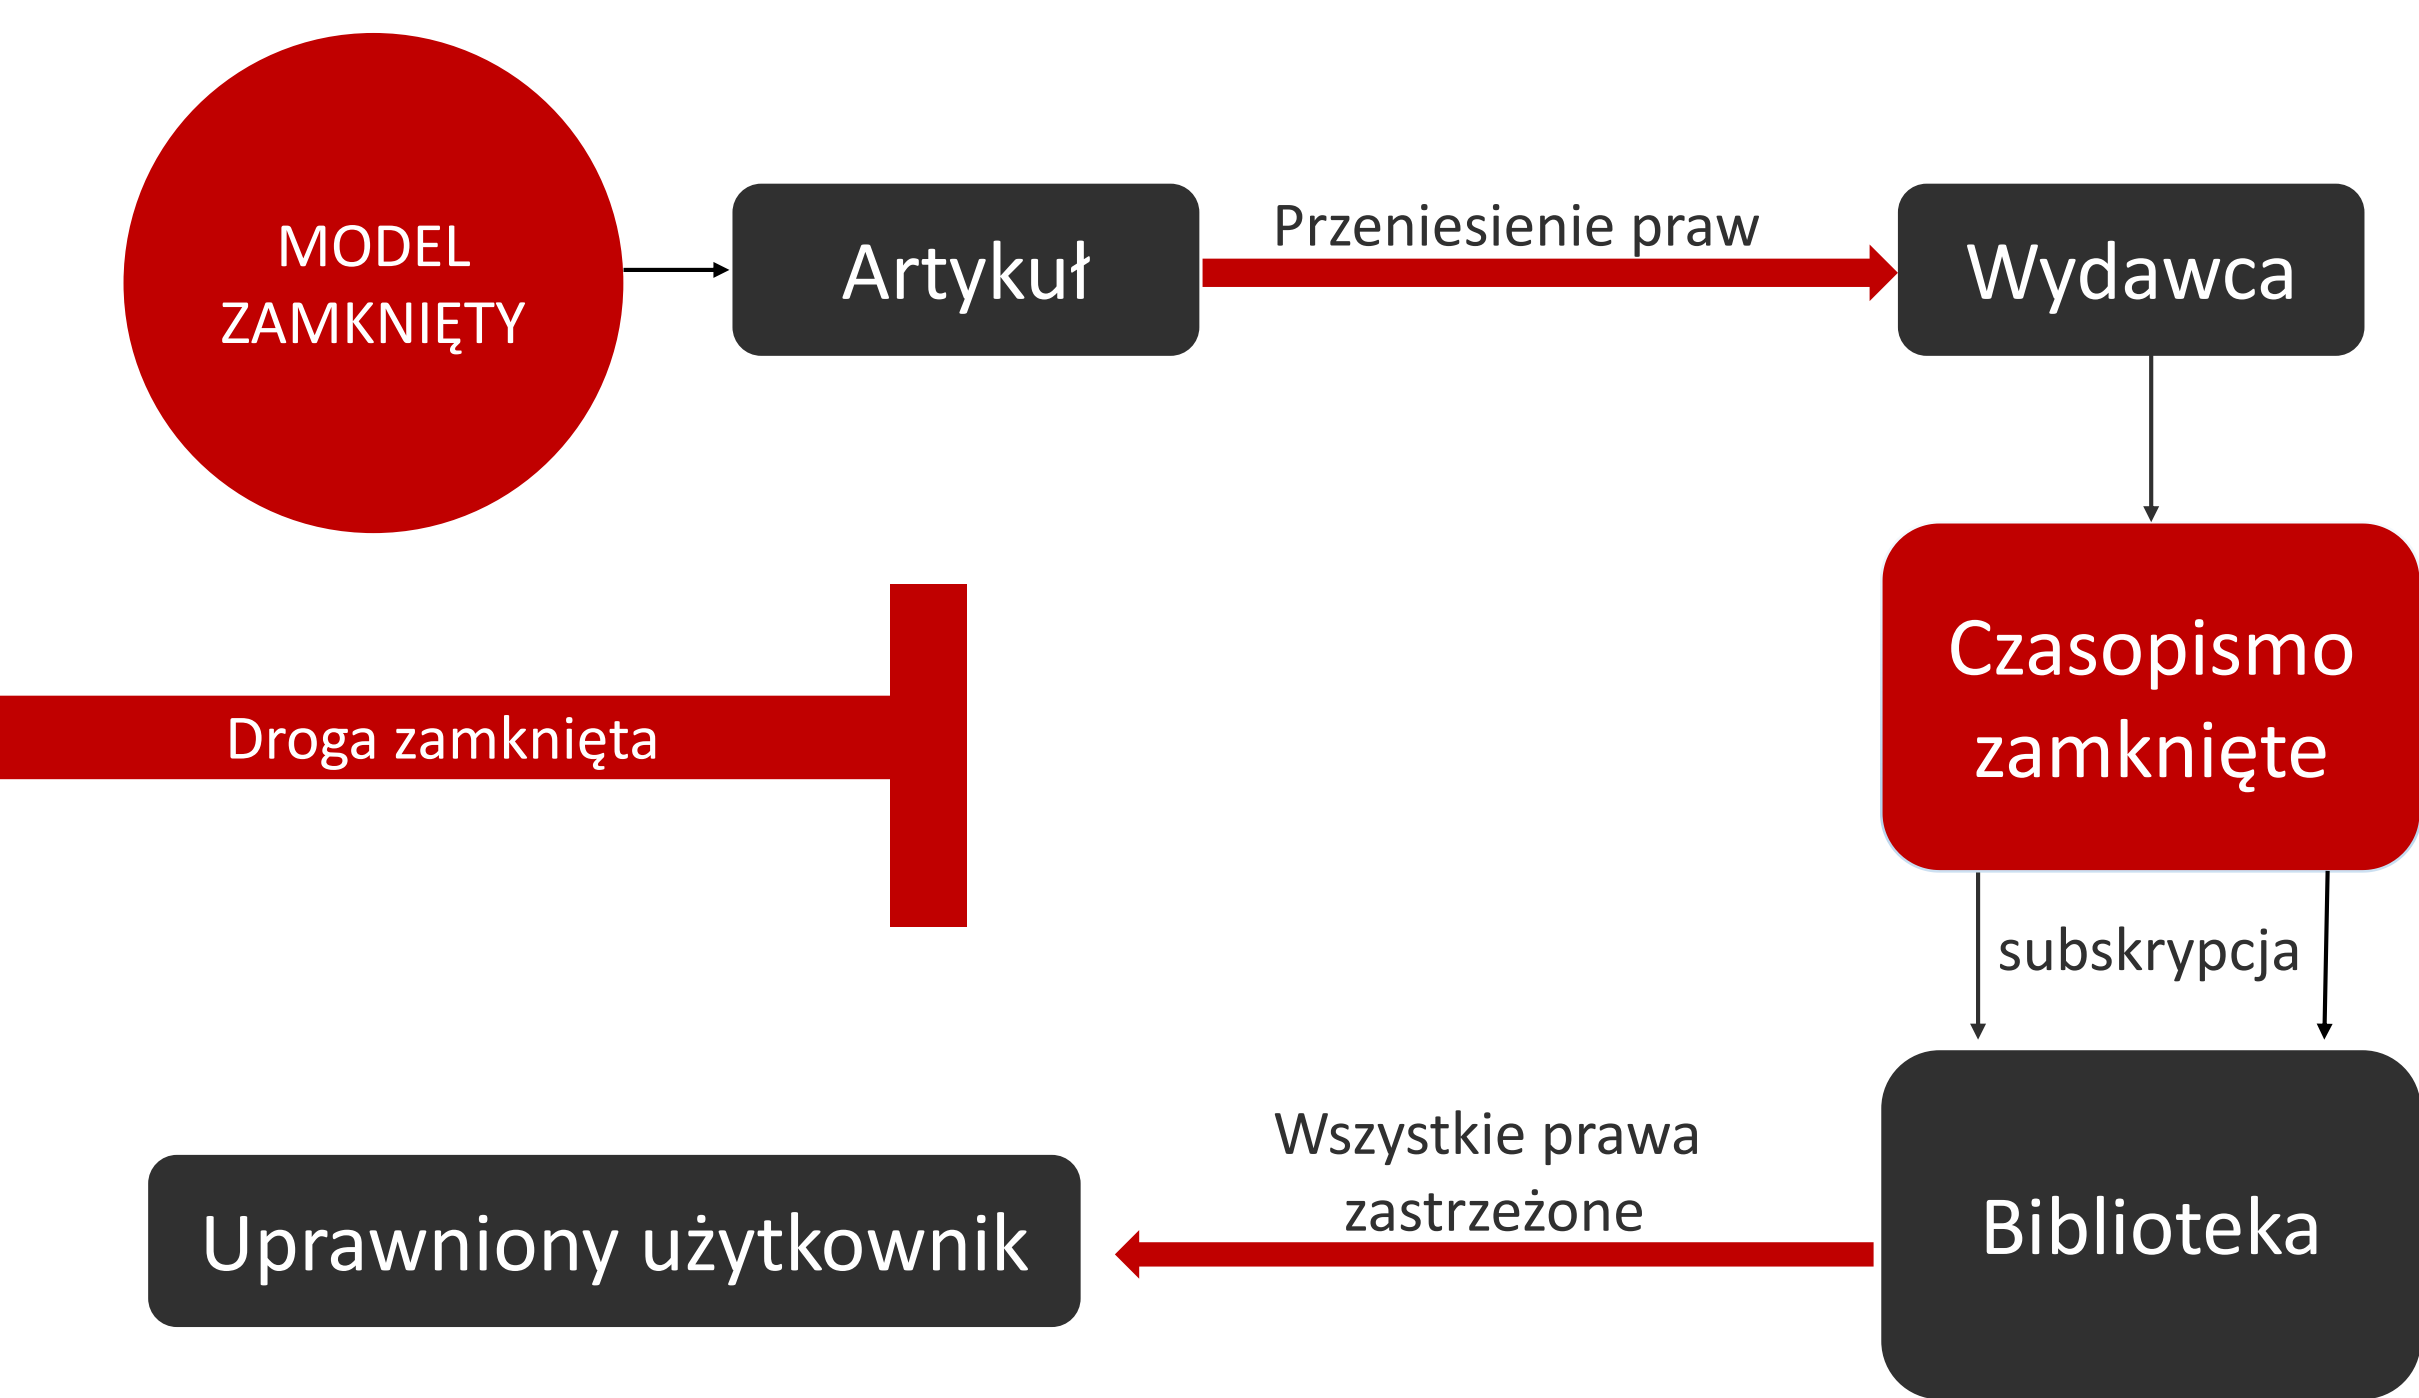 MODEL
ZAMKNIĘTY
Artykuł
Przeniesienie praw
Wydawca
Czasopismo
zamknięte
Droga zamknięta
subskrypcja
Wszystkie prawa
zastrzeżone
Uprawniony użytkownik
Biblioteka